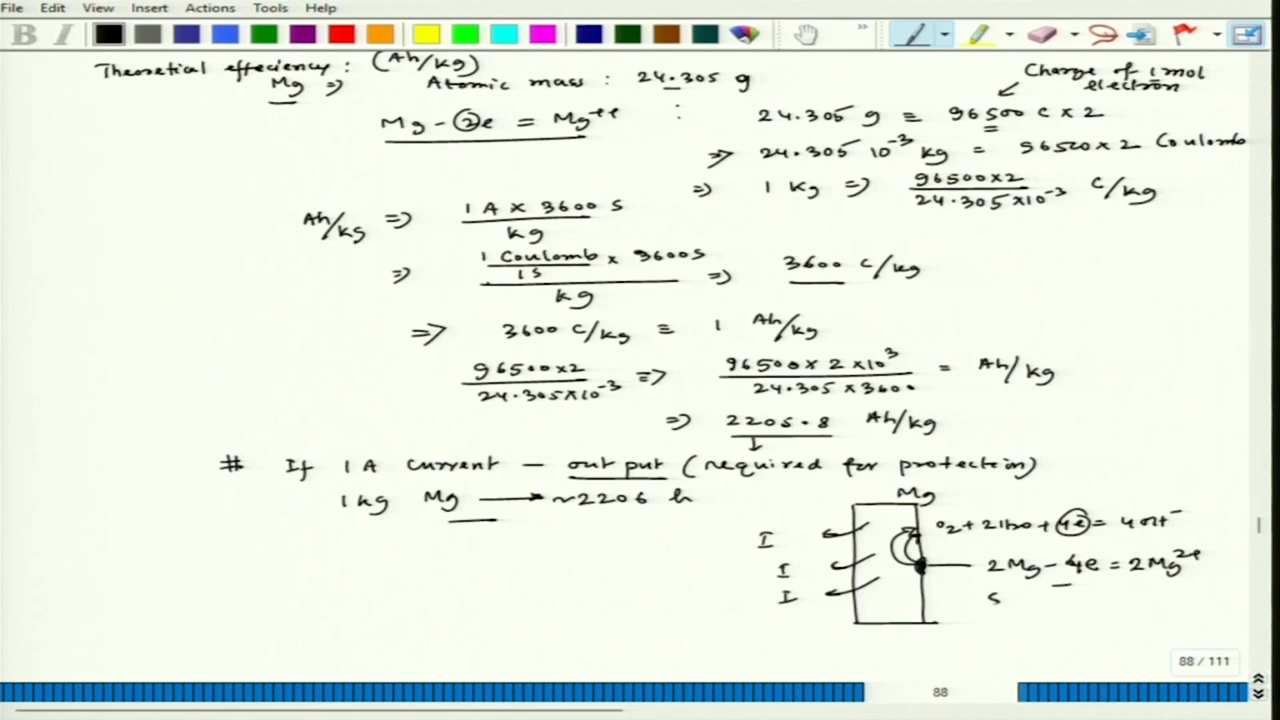 File Edit View Insert Actions Tools Help
B I
Theoretial effeciency : (Ah/kg)
Mg ⇒ Atomic mass : 24.305 g
Charge of 1 mol electron
Mg - 2e = Mg++ : 24.305 g ≡ 96500 C × 2
⇒ 24.305 10⁻³ kg = 96500 × 2 Coulomb
⇒ 1 Kg ⇒ 96500×2 / 24.305×10⁻³ C/kg
Ah/kg ⇒ 1 A × 3600 S / kg
⇒ 1 Coulomb / 1 S × 3600 S / kg ⇒ 3600 C/kg
⇒ 3600 C/kg ≡ 1 Ah/kg
96500×2 / 24.305×10⁻³ ⇒ 96500 × 2 × 10³ / 24.305 × 3600 = Ah/kg
⇒ 2205.8 Ah/kg
# If 1A current — output (required for protection)
1 kg Mg → ~2206 h
Mg
I O2 + 2H2O + 4e = 4OH⁻
I 2Mg - 4e = 2Mg2+
I S
88 / 111
88